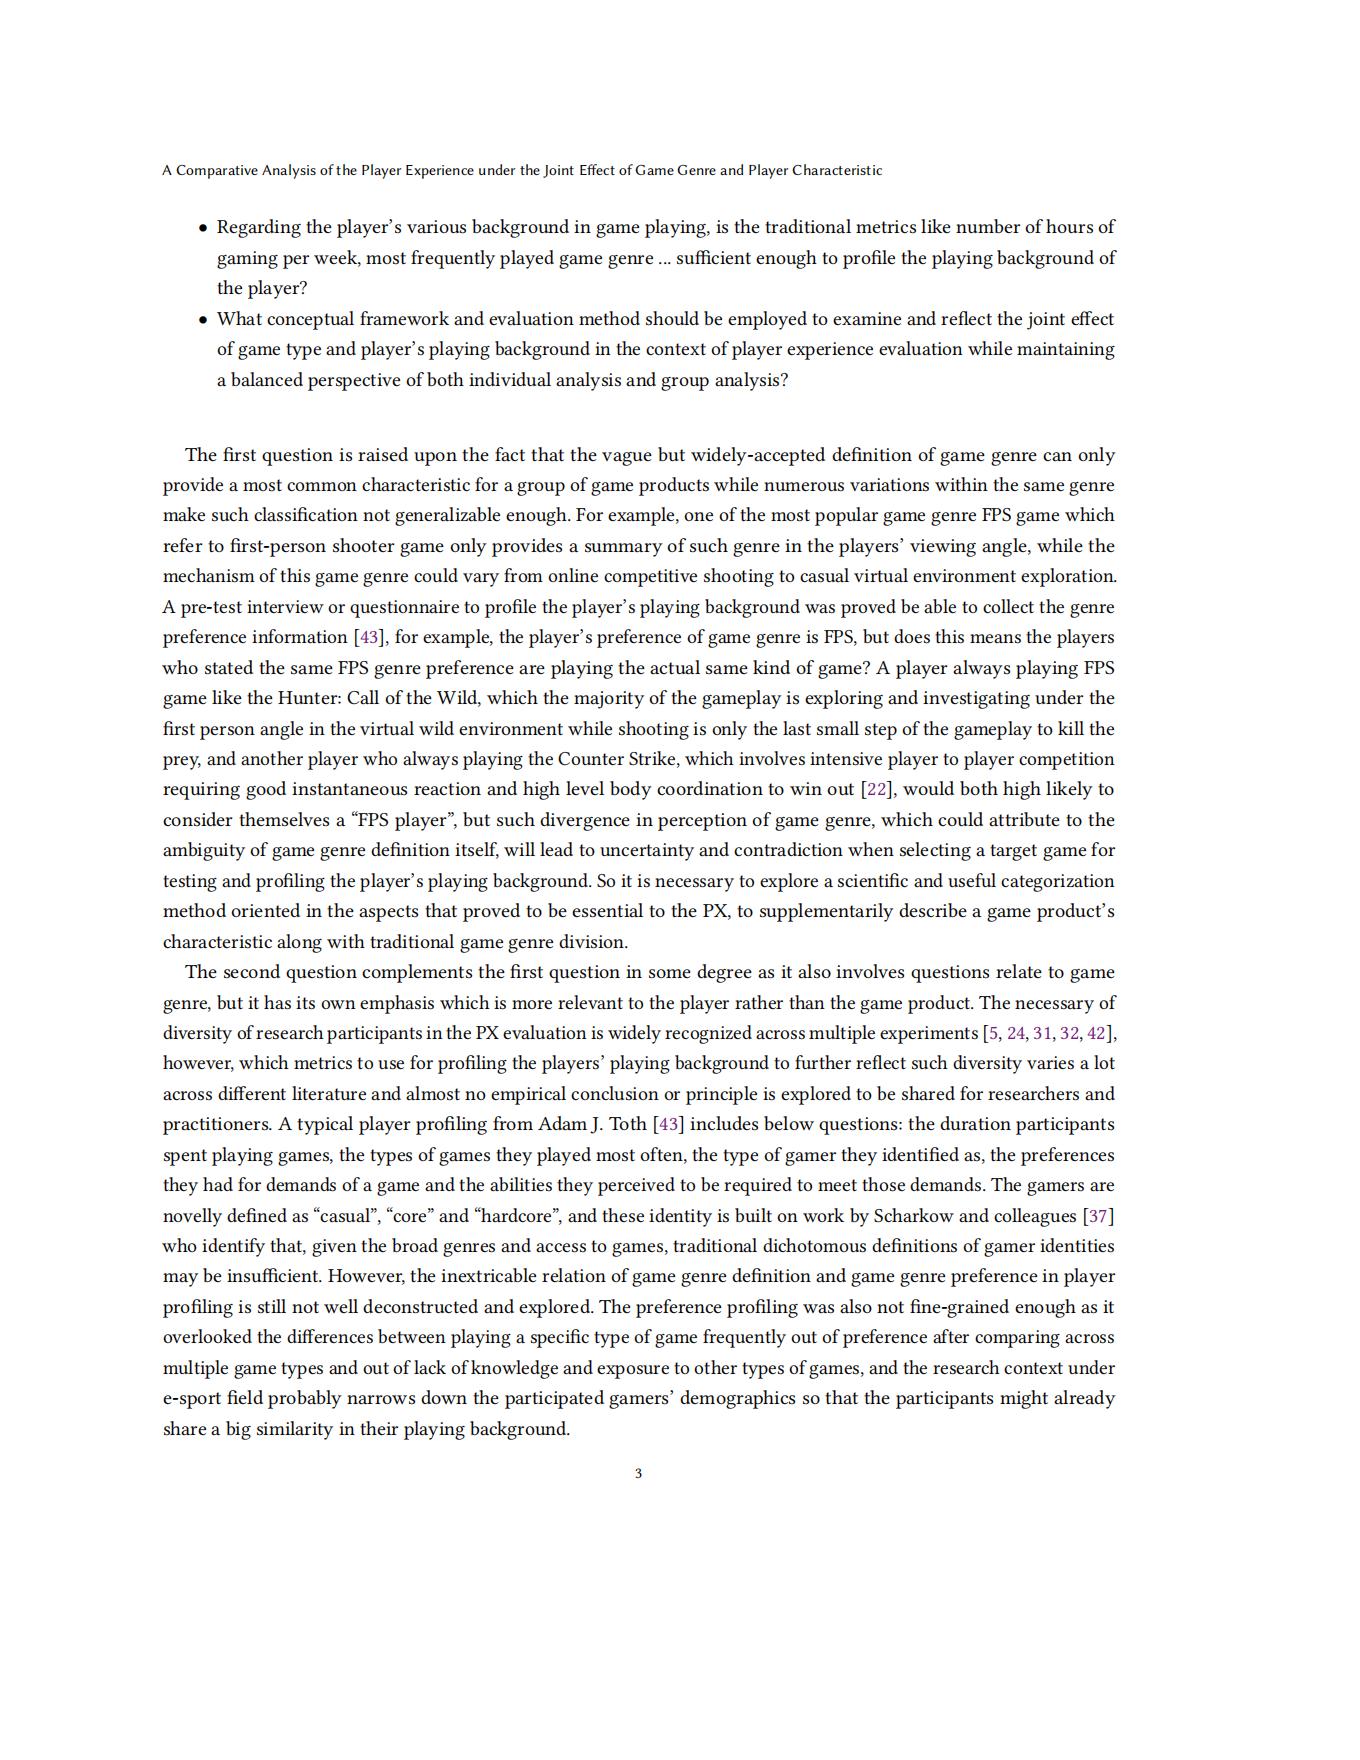 A Comparative Analysis of the Player Experience under the Joint Effect of Game Genre and Player Characteristic
• Regarding the player's various background in game playing, is the traditional metrics like number of hours of
gaming per week, most frequently played game genre ... sufficient enough to profile the playing background of
the player?
• What conceptual framework and evaluation method should be employed to examine and reflect the joint effect
of game type and player's playing background in the context of player experience evaluation while maintaining
a balanced perspective of both individual analysis and group analysis?
The first question is raised upon the fact that the vague but widely-accepted definition of game genre can only
provide a most common characteristic for a group of game products while numerous variations within the same genre
make such classification not generalizable enough. For example, one of the most popular game genre FPS game which
refer to first-person shooter game only provides a summary of such genre in the players' viewing angle, while the
mechanism of this game genre could vary from online competitive shooting to casual virtual environment exploration.
A pre-test interview or questionnaire to profile the player's playing background was proved be able to collect the genre
preference information [43], for example, the player's preference of game genre is FPS, but does this means the players
who stated the same FPS genre preference are playing the actual same kind of game? A player always playing FPS
game like the Hunter: Call of the Wild, which the majority of the gameplay is exploring and investigating under the
first person angle in the virtual wild environment while shooting is only the last small step of the gameplay to kill the
prey, and another player who always playing the Counter Strike, which involves intensive player to player competition
requiring good instantaneous reaction and high level body coordination to win out [22], would both high likely to
consider themselves a “FPS player”, but such divergence in perception of game genre, which could attribute to the
ambiguity of game genre definition itself, will lead to uncertainty and contradiction when selecting a target game for
testing and profiling the player's playing background. So it is necessary to explore a scientific and useful categorization
method oriented in the aspects that proved to be essential to the PX, to supplementarily describe a game product's
characteristic along with traditional game genre division.
The second question complements the first question in some degree as it also involves questions relate to game
genre, but it has its own emphasis which is more relevant to the player rather than the game product. The necessary of
diversity of research participants in the PX evaluation is widely recognized across multiple experiments [5, 24, 31, 32, 42],
however, which metrics to use for profiling the players' playing background to further reflect such diversity varies a lot
across different literature and almost no empirical conclusion or principle is explored to be shared for researchers and
practitioners. A typical player profiling from Adam J. Toth [43] includes below questions: the duration participants
spent playing games, the types of games they played most often, the type of gamer they identified as, the preferences
they had for demands of a game and the abilities they perceived to be required to meet those demands. The gamers are
novelly defined as “casual”, “core” and “hardcore”, and these identity is built on work by Scharkow and colleagues [37]
who identify that, given the broad genres and access to games, traditional dichotomous definitions of gamer identities
may be insufficient. However, the inextricable relation of game genre definition and game genre preference in player
profiling is still not well deconstructed and explored. The preference profiling was also not fine-grained enough as it
overlooked the differences between playing a specific type of game frequently out of preference after comparing across
multiple game types and out of lack of knowledge and exposure to other types of games, and the research context under
e-sport field probably narrows down the participated gamers' demographics so that the participants might already
share a big similarity in their playing background.
3